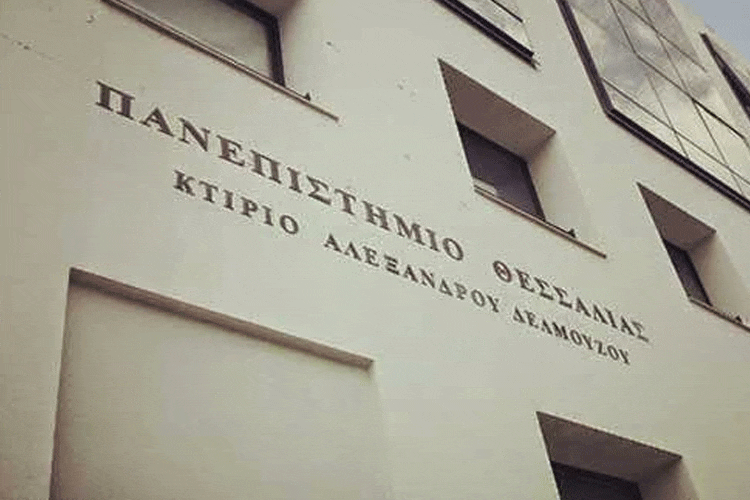 ΠΑΝΕΠΙΣΤΗΜΙΟ ΘΕΣΣΑΛΙΑΣ
ΚΤΙΡΙΟ ΑΛΕΞΑΝΔΡΟΥ ΔΕΛΜΟΥΖΟΥ